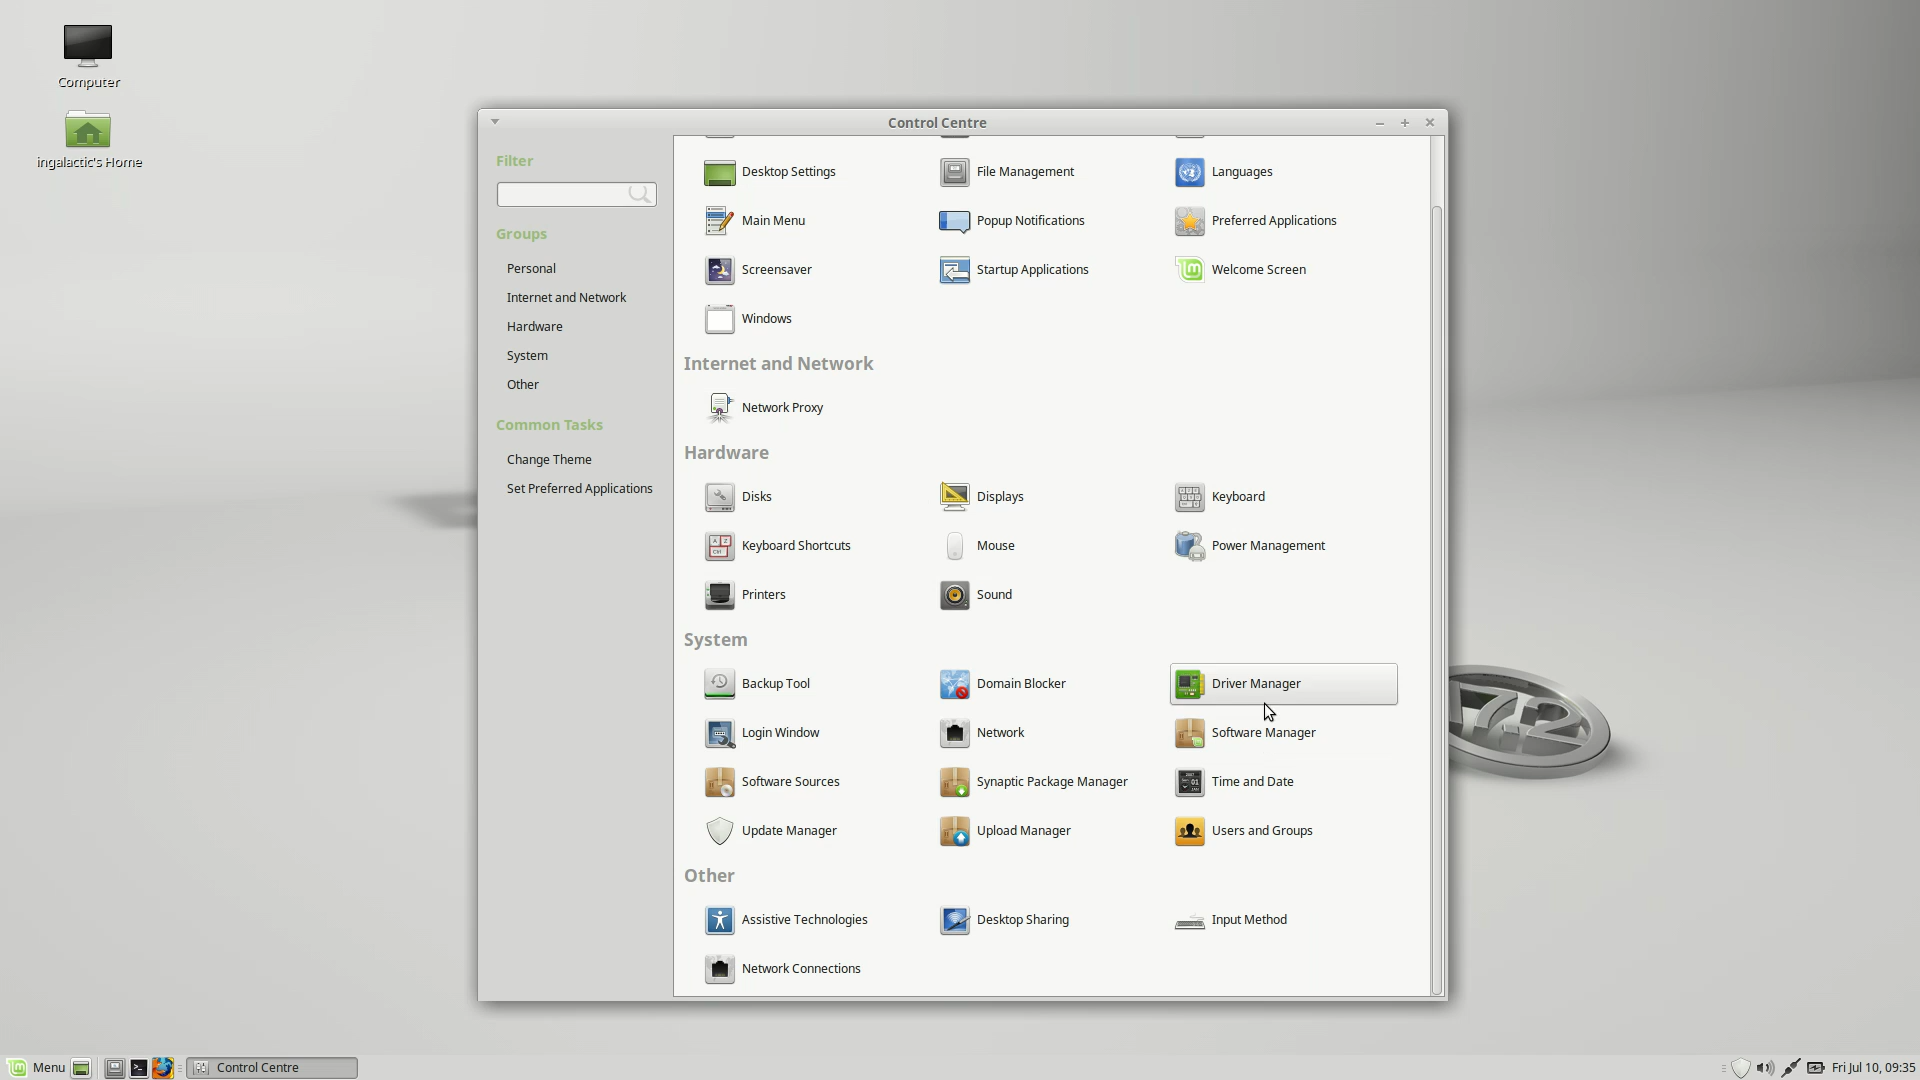 Computer
ingalactic's Home
Control Centre
Filter
Groups
Personal
Internet and Network
Hardware
System
Other
Common Tasks
Change Theme
Set Preferred Applications
Desktop Settings
File Management
Languages
Main Menu
Popup Notifications
Preferred Applications
Screensaver
Startup Applications
Welcome Screen
Windows
Internet and Network
Network Proxy
Hardware
Disks
Displays
Keyboard
Keyboard Shortcuts
Mouse
Power Management
Printers
Sound
System
Backup Tool
Domain Blocker
Driver Manager
Login Window
Network
Software Manager
Software Sources
Synaptic Package Manager
Time and Date
Update Manager
Upload Manager
Users and Groups
Other
Assistive Technologies
Desktop Sharing
Input Method
Network Connections
17.2
Menu
Control Centre
Fri Jul 10, 09:35